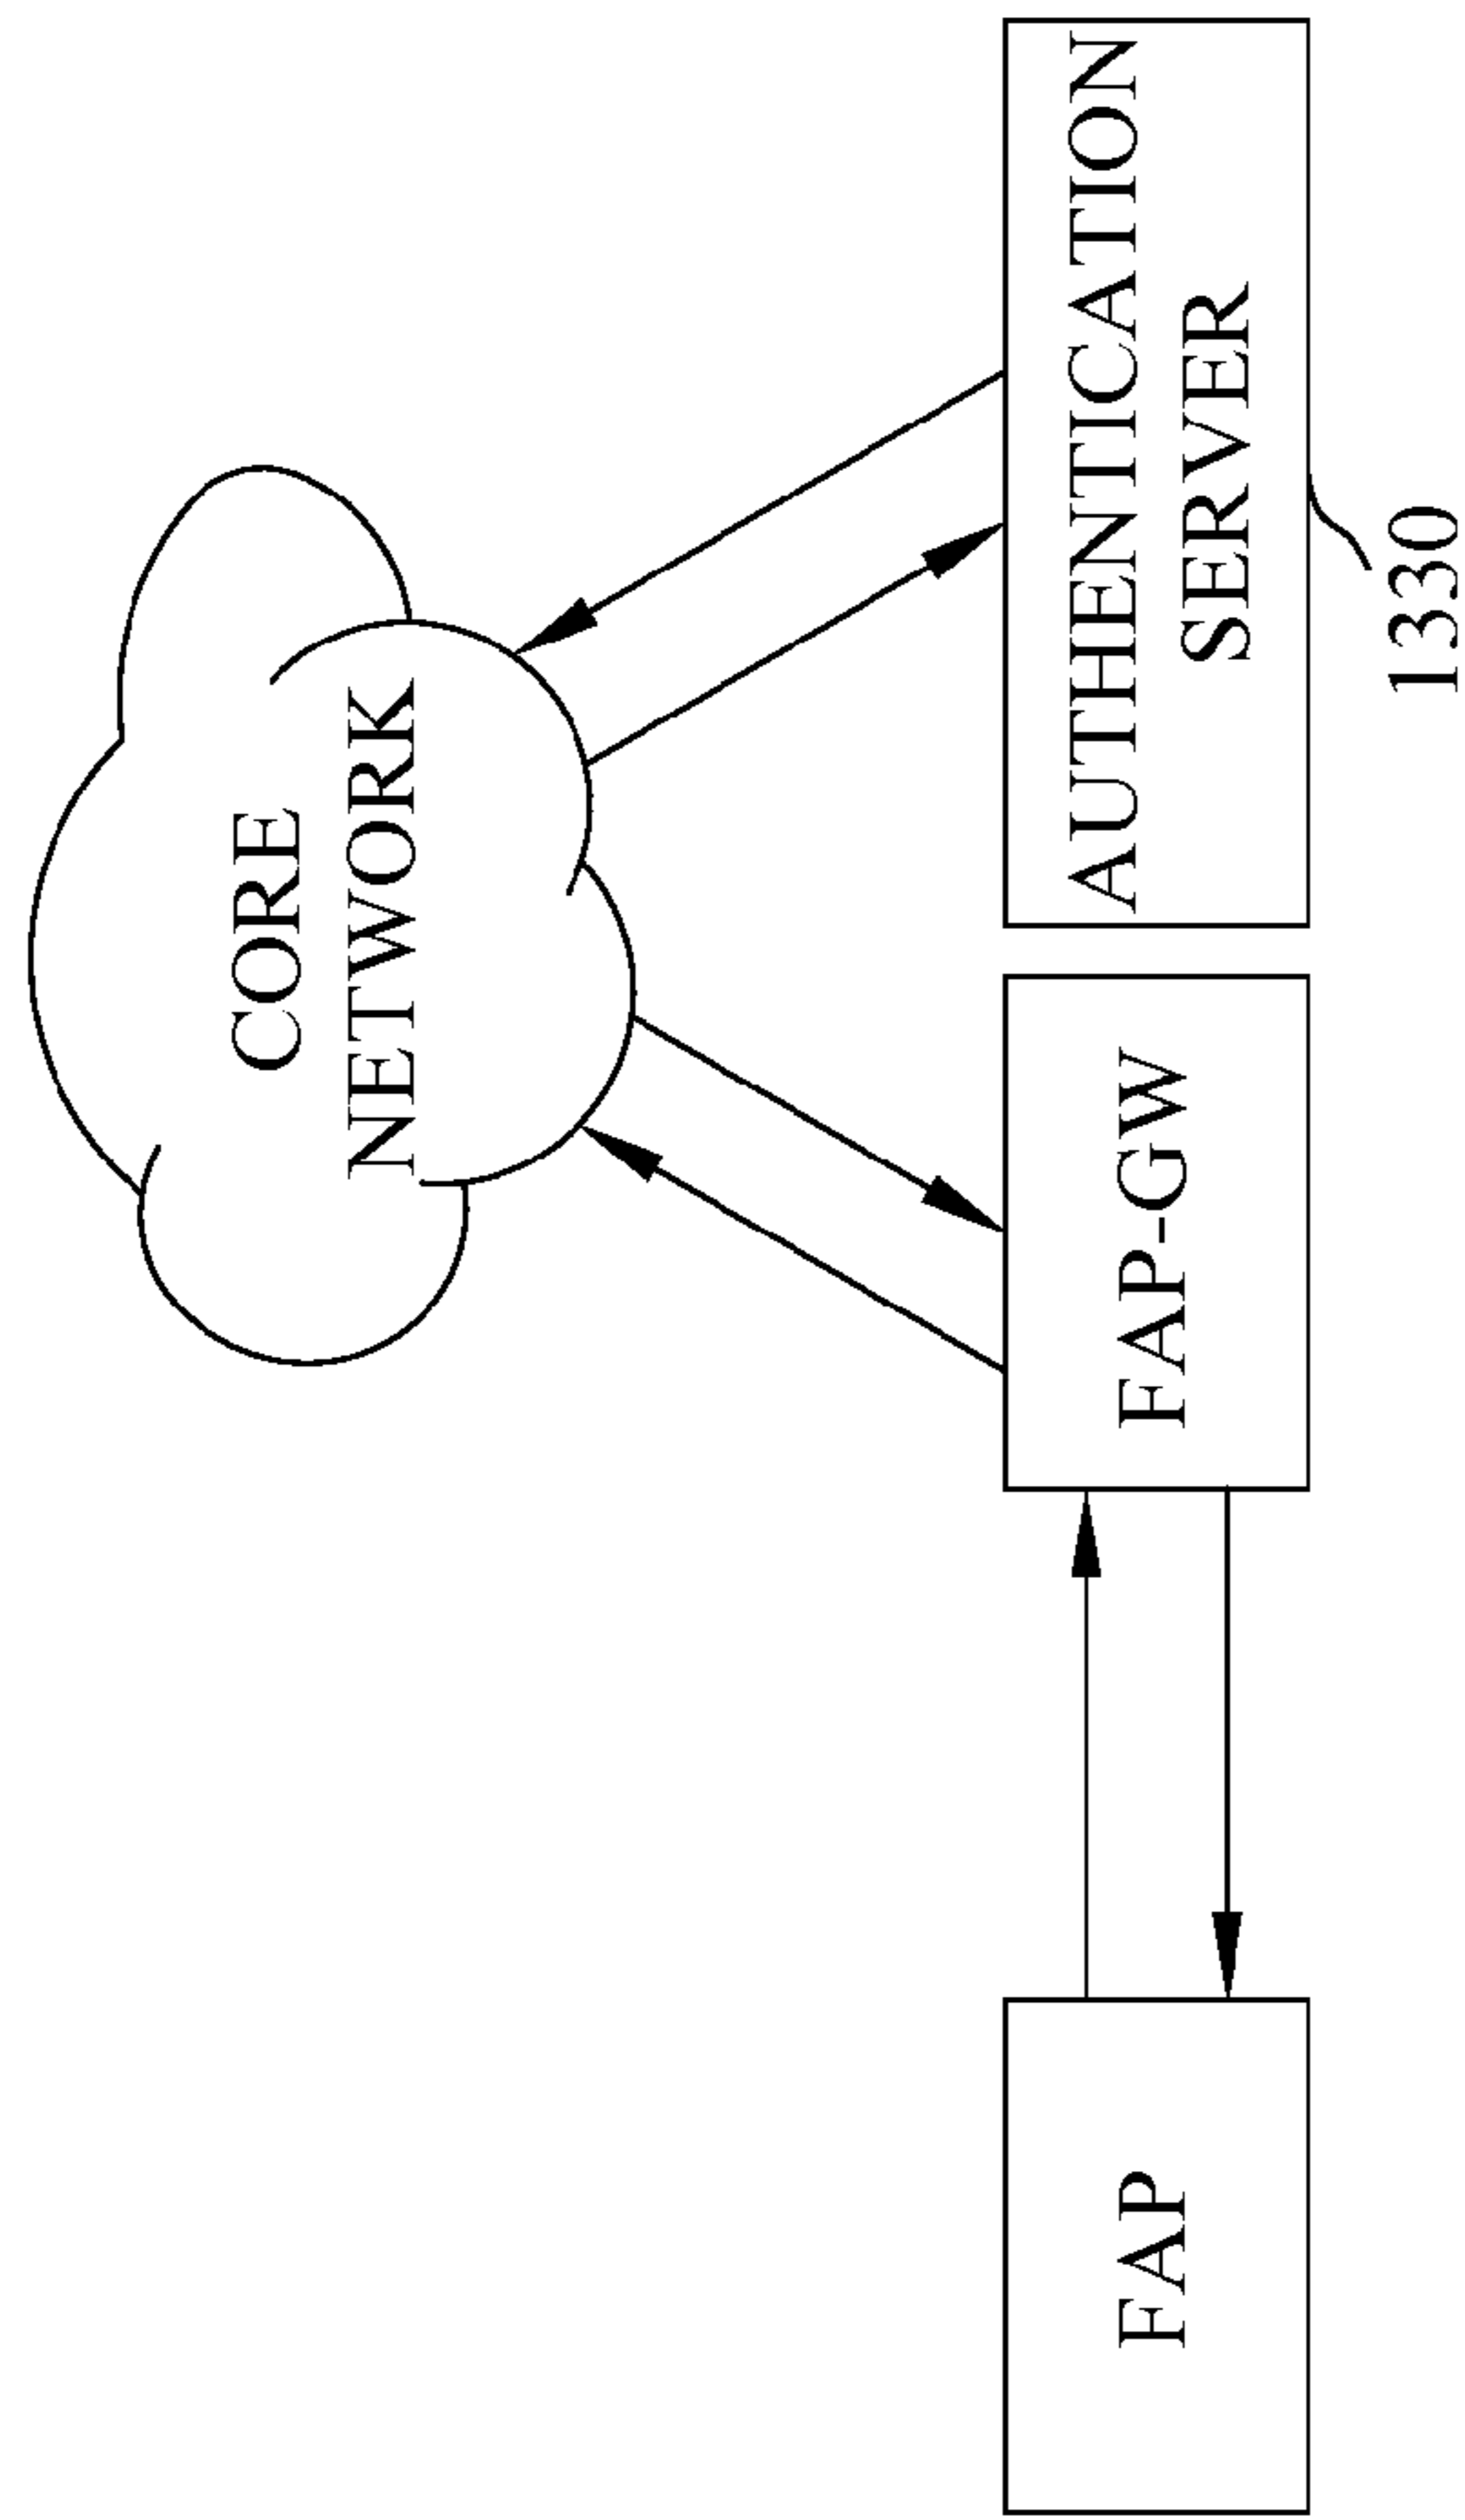 CORE
NETWORK
FAP
FAP-GW
AUTHENTICATION
SERVER
1330